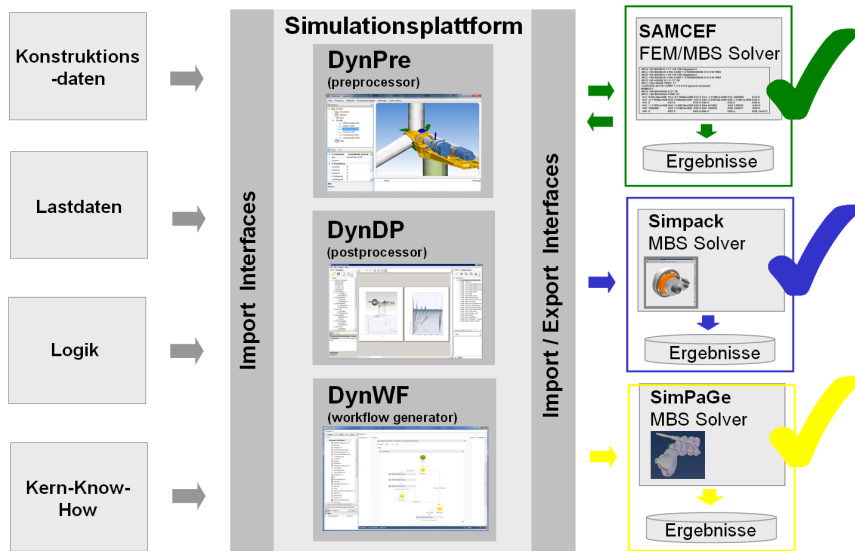 Konstruktions
-daten
Lastdaten
Logik
Kern-Know-
How
Import Interfaces
Simulationsplattform
DynPre
(preprocessor)
DynDP
(postprocessor)
DynWF
(workflow generator)
Import / Export Interfaces
SAMCEF
FEM/MBS Solver
Ergebnisse
Simpack
MBS Solver
Ergebnisse
SimPaGe
MBS Solver
Ergebnisse